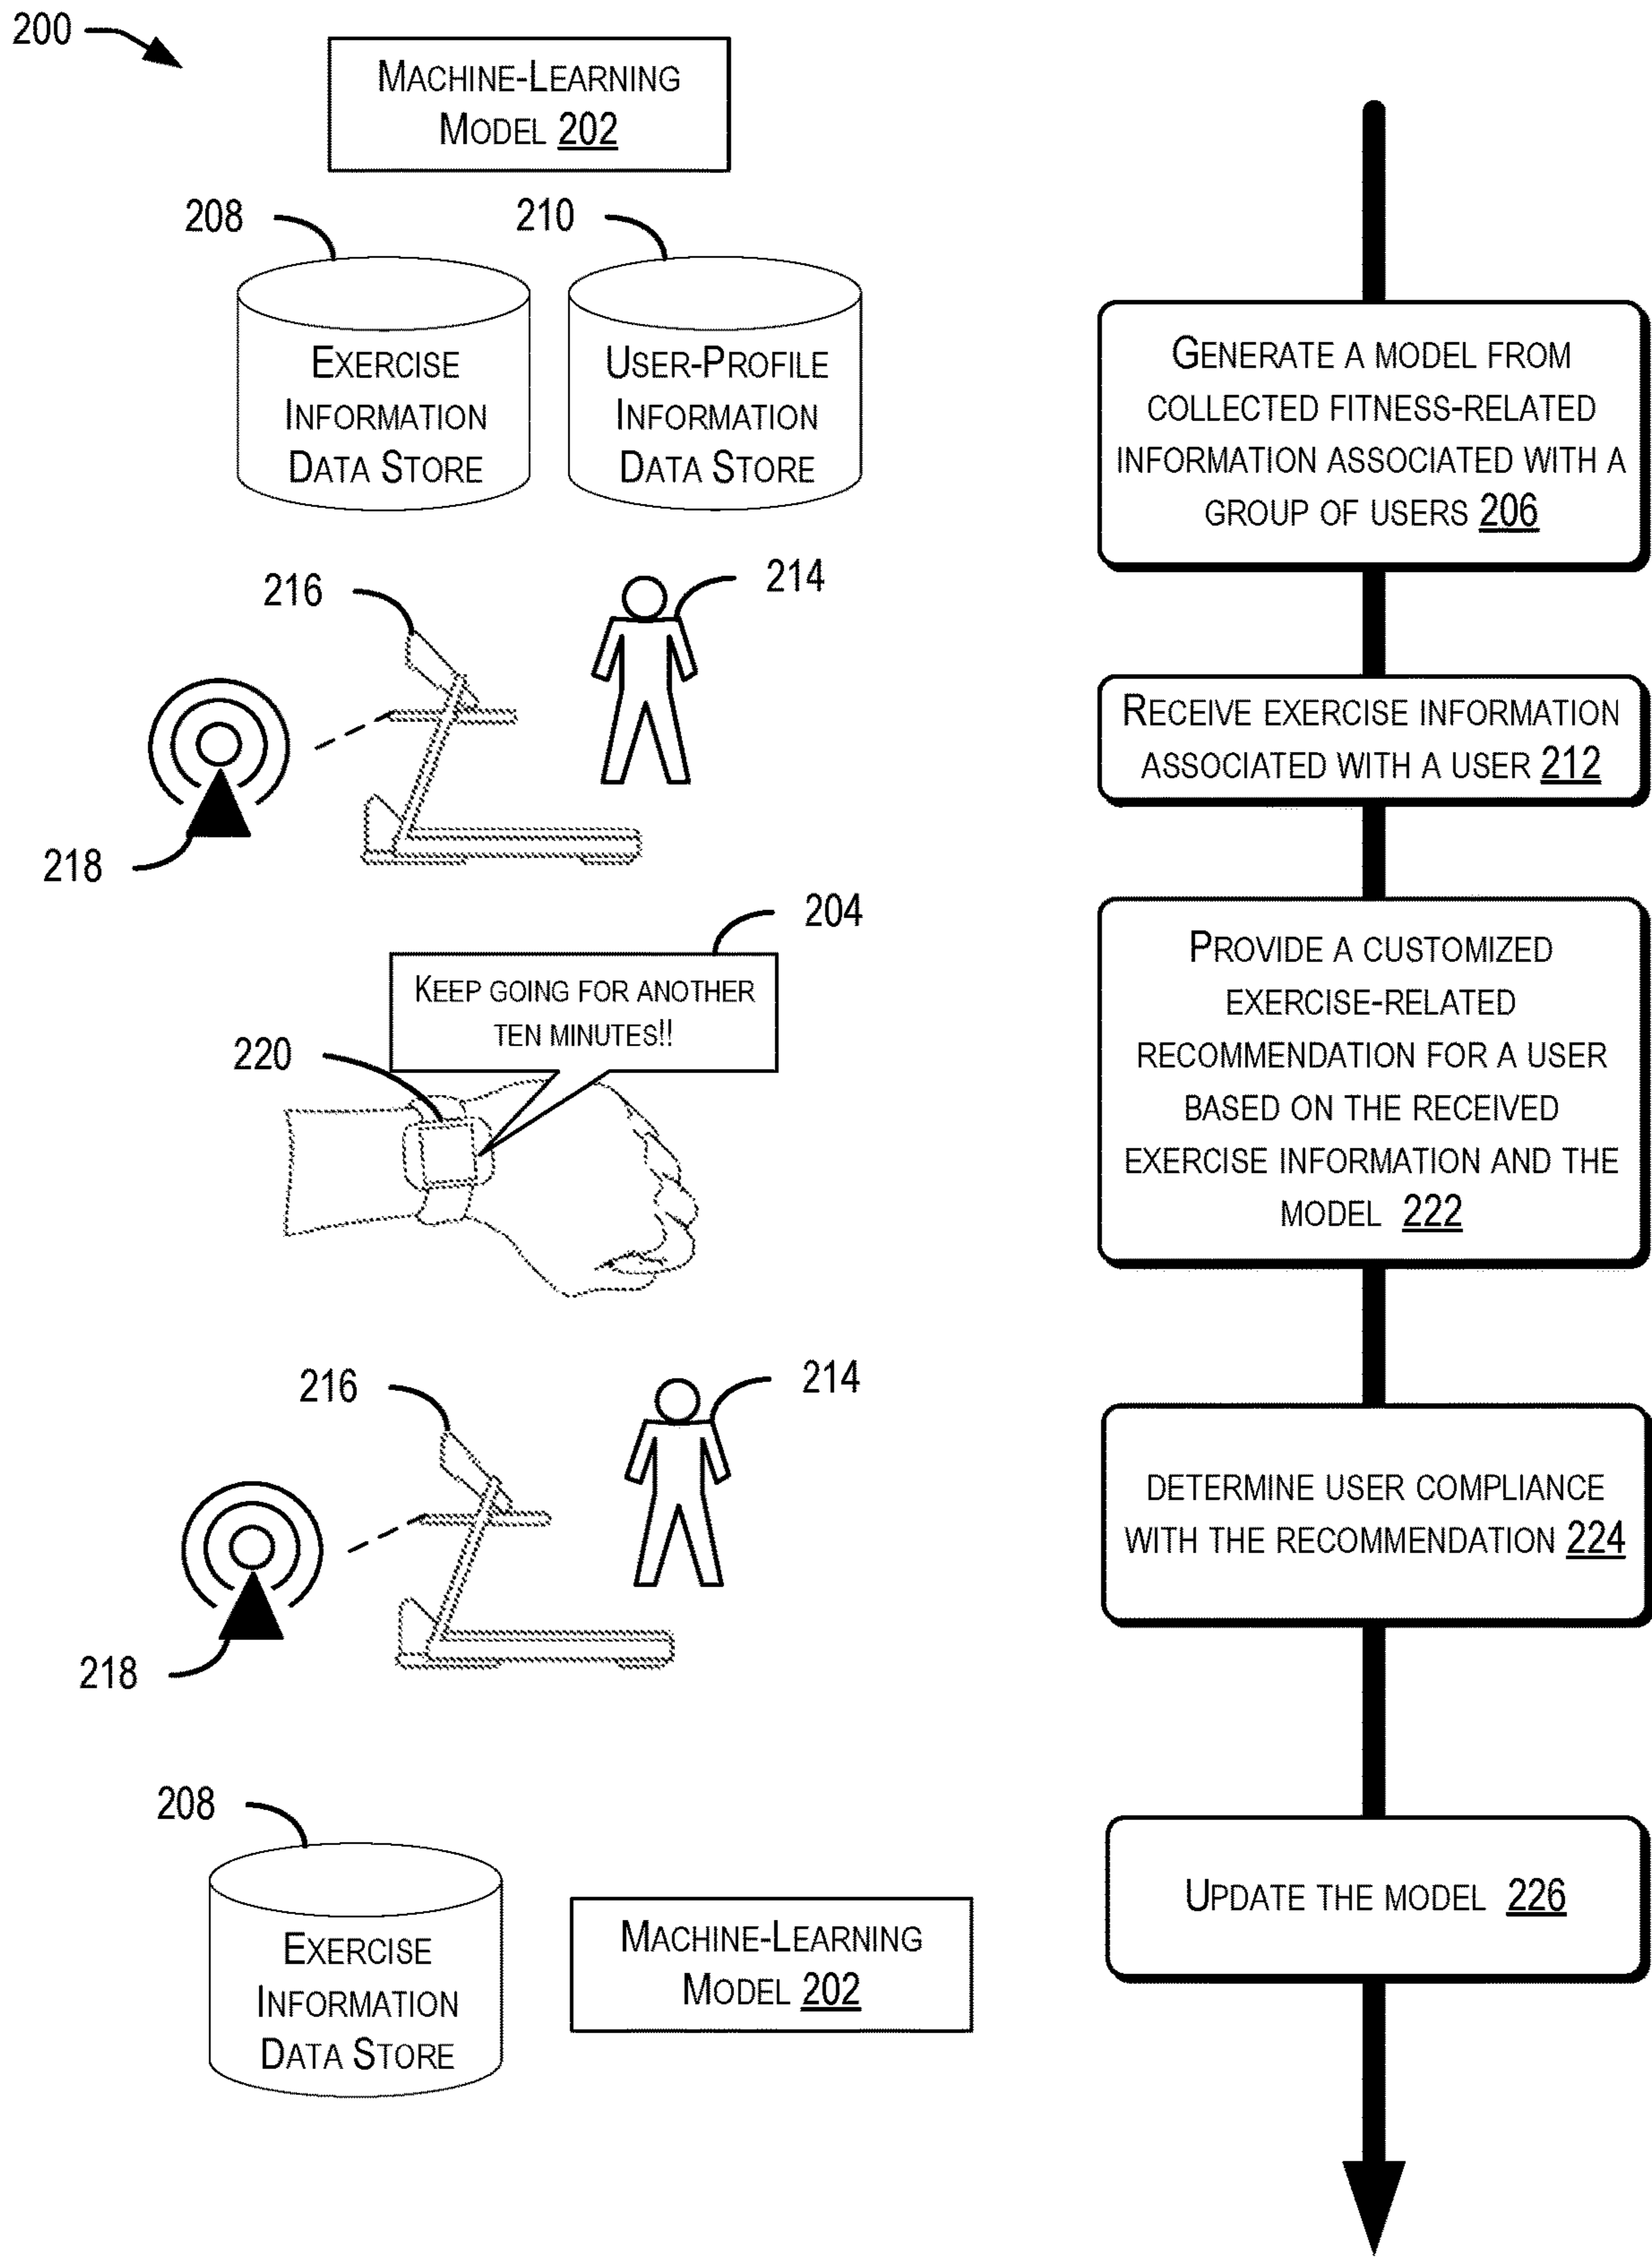 200
MACHINE-LEARNING
MODEL 202
208
210
EXERCISE
INFORMATION
DATA STORE
USER-PROFILE
INFORMATION
DATA STORE
GENERATE A MODEL FROM
COLLECTED FITNESS-RELATED
INFORMATION ASSOCIATED WITH A
GROUP OF USERS 206
216
214
218
RECEIVE EXERCISE INFORMATION
ASSOCIATED WITH A USER 212
204
KEEP GOING FOR ANOTHER
TEN MINUTES!!
220
PROVIDE A CUSTOMIZED
EXERCISE-RELATED
RECOMMENDATION FOR A USER
BASED ON THE RECEIVED
EXERCISE INFORMATION AND THE
MODEL 222
216
214
218
DETERMINE USER COMPLIANCE
WITH THE RECOMMENDATION 224
208
EXERCISE
INFORMATION
DATA STORE
MACHINE-LEARNING
MODEL 202
UPDATE THE MODEL 226